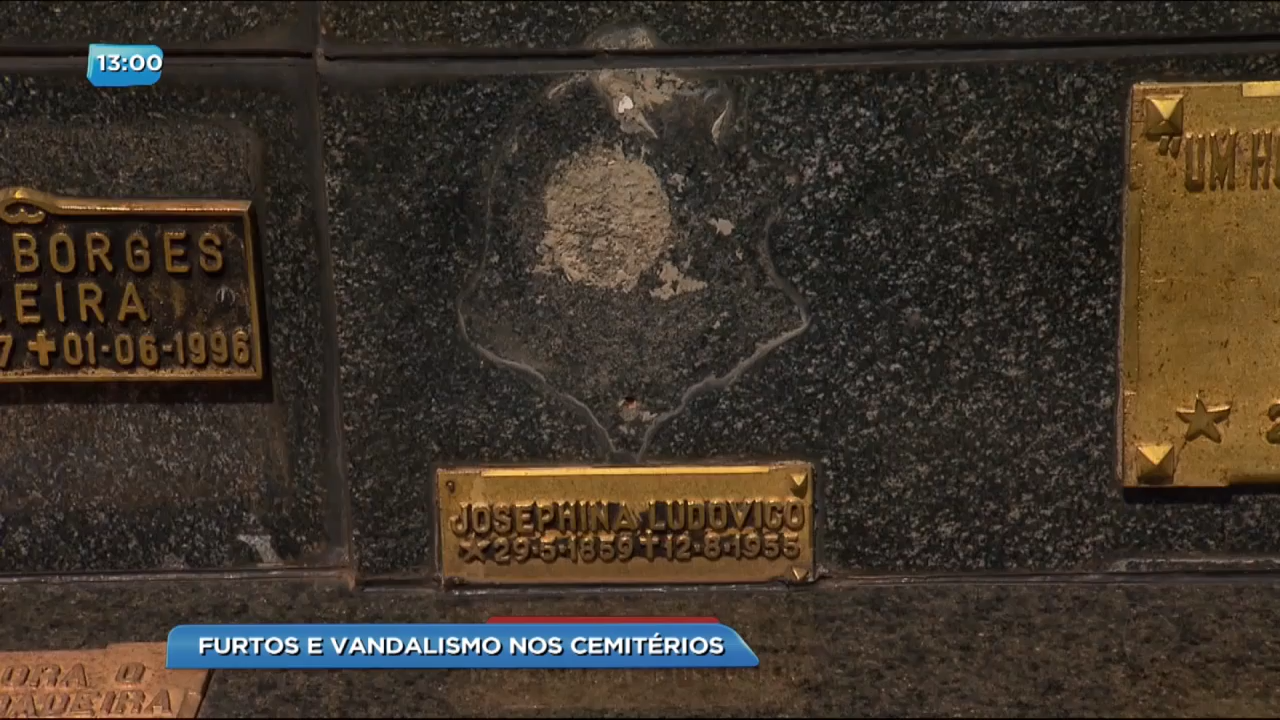 13:00
"UM
BORGES
EIRA
7 ✝ 01-06-1996
JOSEPHINA LUDOVICO
★ 29-5-1859 ✝ 12-8-1955
FURTOS E VANDALISMO NOS CEMITÉRIOS
ORA O